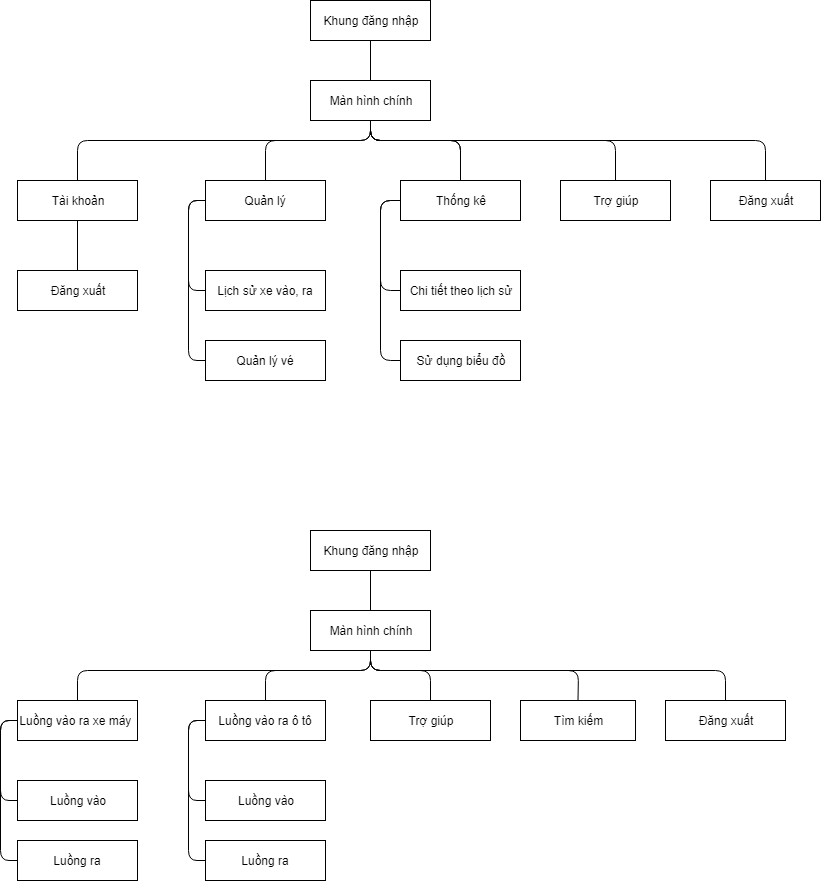 Khung đăng nhập
Màn hình chính
Tài khoản
Quản lý
Thống kê
Trợ giúp
Đăng xuất
Đăng xuất
Lịch sử xe vào, ra
Chi tiết theo lịch sử
Quản lý vé
Sử dụng biểu đồ
Khung đăng nhập
Màn hình chính
Luồng vào ra xe máy
Luồng vào ra ô tô
Trợ giúp
Tìm kiếm
Đăng xuất
Luồng vào
Luồng vào
Luồng ra
Luồng ra